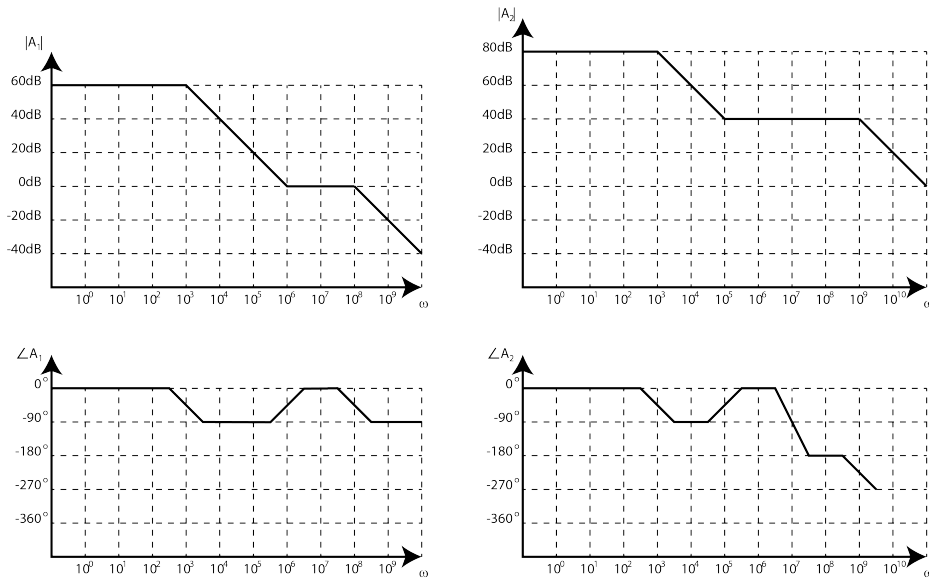 |A₁|
60dB
40dB
20dB
0dB
-20dB
-40dB
10⁰ 10¹ 10² 10³ 10⁴ 10⁵ 10⁶ 10⁷ 10⁸ 10⁹ ω
|A₂|
80dB
60dB
40dB
20dB
0dB
-20dB
-40dB
10⁰ 10¹ 10² 10³ 10⁴ 10⁵ 10⁶ 10⁷ 10⁸ 10⁹ 10¹⁰ ω
∠A₁
0°
-90°
-180°
-270°
-360°
10⁰ 10¹ 10² 10³ 10⁴ 10⁵ 10⁶ 10⁷ 10⁸ 10⁹ ω
∠A₂
0°
-90°
-180°
-270°
-360°
10⁰ 10¹ 10² 10³ 10⁴ 10⁵ 10⁶ 10⁷ 10⁸ 10⁹ 10¹⁰ ω